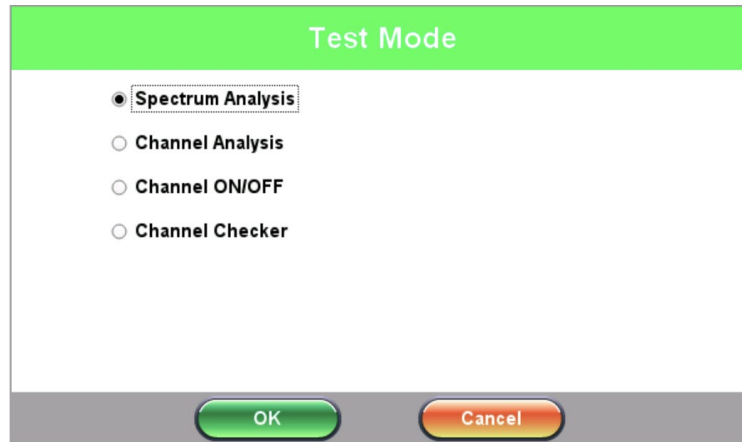 Test Mode
Spectrum Analysis
Channel Analysis
Channel ON/OFF
Channel Checker
OK
Cancel